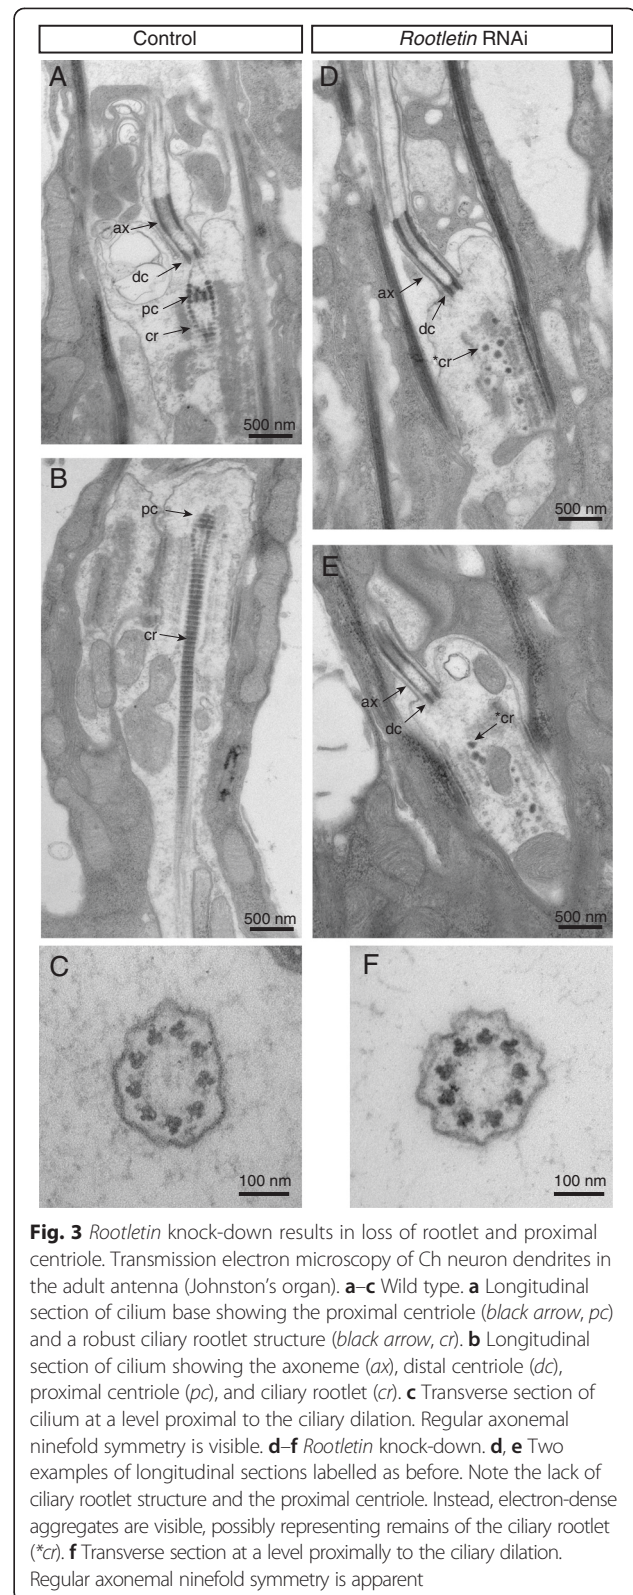 Control
Rootletin RNAi
A
ax
dc
pc
cr
500 nm
B
pc
cr
500 nm
C
100 nm
D
ax
dc
*cr
500 nm
E
ax
dc
*cr
500 nm
F
100 nm
Fig. 3 Rootletin knock-down results in loss of rootlet and proximal
centriole. Transmission electron microscopy of Ch neuron dendrites in
the adult antenna (Johnston's organ). a–c Wild type. a Longitudinal
section of cilium base showing the proximal centriole (black arrow, pc)
and a robust ciliary rootlet structure (black arrow, cr). b Longitudinal
section of cilium showing the axoneme (ax), distal centriole (dc),
proximal centriole (pc), and ciliary rootlet (cr). c Transverse section of
cilium at a level proximal to the ciliary dilation. Regular axonemal
ninefold symmetry is visible. d–f Rootletin knock-down. d, e Two
examples of longitudinal sections labelled as before. Note the lack of
ciliary rootlet structure and the proximal centriole. Instead, electron-dense
aggregates are visible, possibly representing remains of the ciliary rootlet
(*cr). f Transverse section at a level proximally to the ciliary dilation.
Regular axonemal ninefold symmetry is apparent